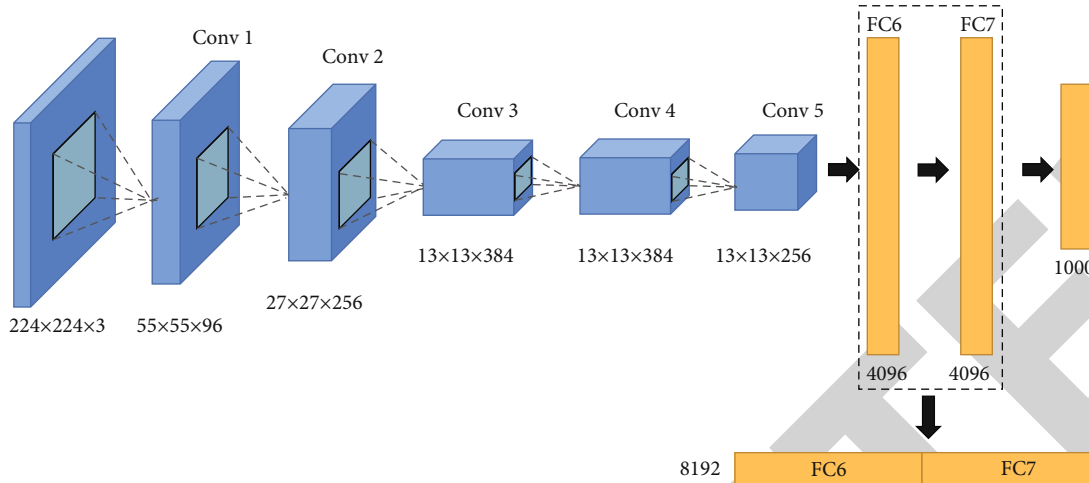 Conv 1
Conv 2
Conv 3
Conv 4
Conv 5
FC6
FC7
224×224×3
55×55×96
27×27×256
13×13×384
13×13×384
13×13×256
4096
4096
1000
8192
FC6
FC7